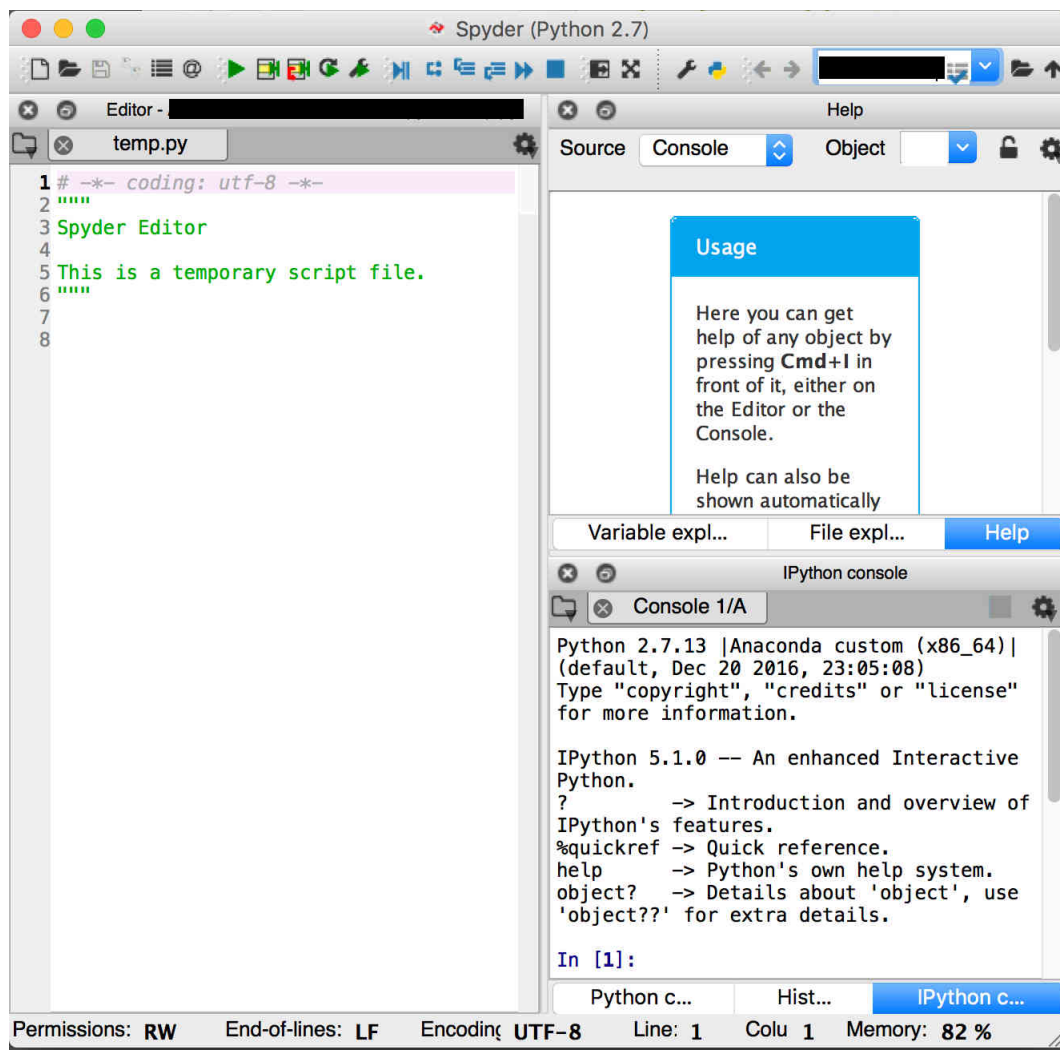 Spyder (Python 2.7)
Editor -
temp.py
1 # -*- coding: utf-8 -*-
2 """
3 Spyder Editor
4
5 This is a temporary script file.
6 """
7
8
Help
Source Console Object
Usage
Here you can get
help of any object by
pressing Cmd+I in
front of it, either on
the Editor or the
Console.
Help can also be
shown automatically
Variable expl... File expl... Help
IPython console
Console 1/A
Python 2.7.13 |Anaconda custom (x86_64)|
(default, Dec 20 2016, 23:05:08)
Type "copyright", "credits" or "license"
for more information.
IPython 5.1.0 -- An enhanced Interactive
Python.
? -> Introduction and overview of
IPython's features.
%quickref -> Quick reference.
help -> Python's own help system.
object? -> Details about 'object', use
'object??' for extra details.
In [1]:
Python c... Hist... IPython c...
Permissions: RW End-of-lines: LF Encoding UTF-8 Line: 1 Colu 1 Memory: 82 %